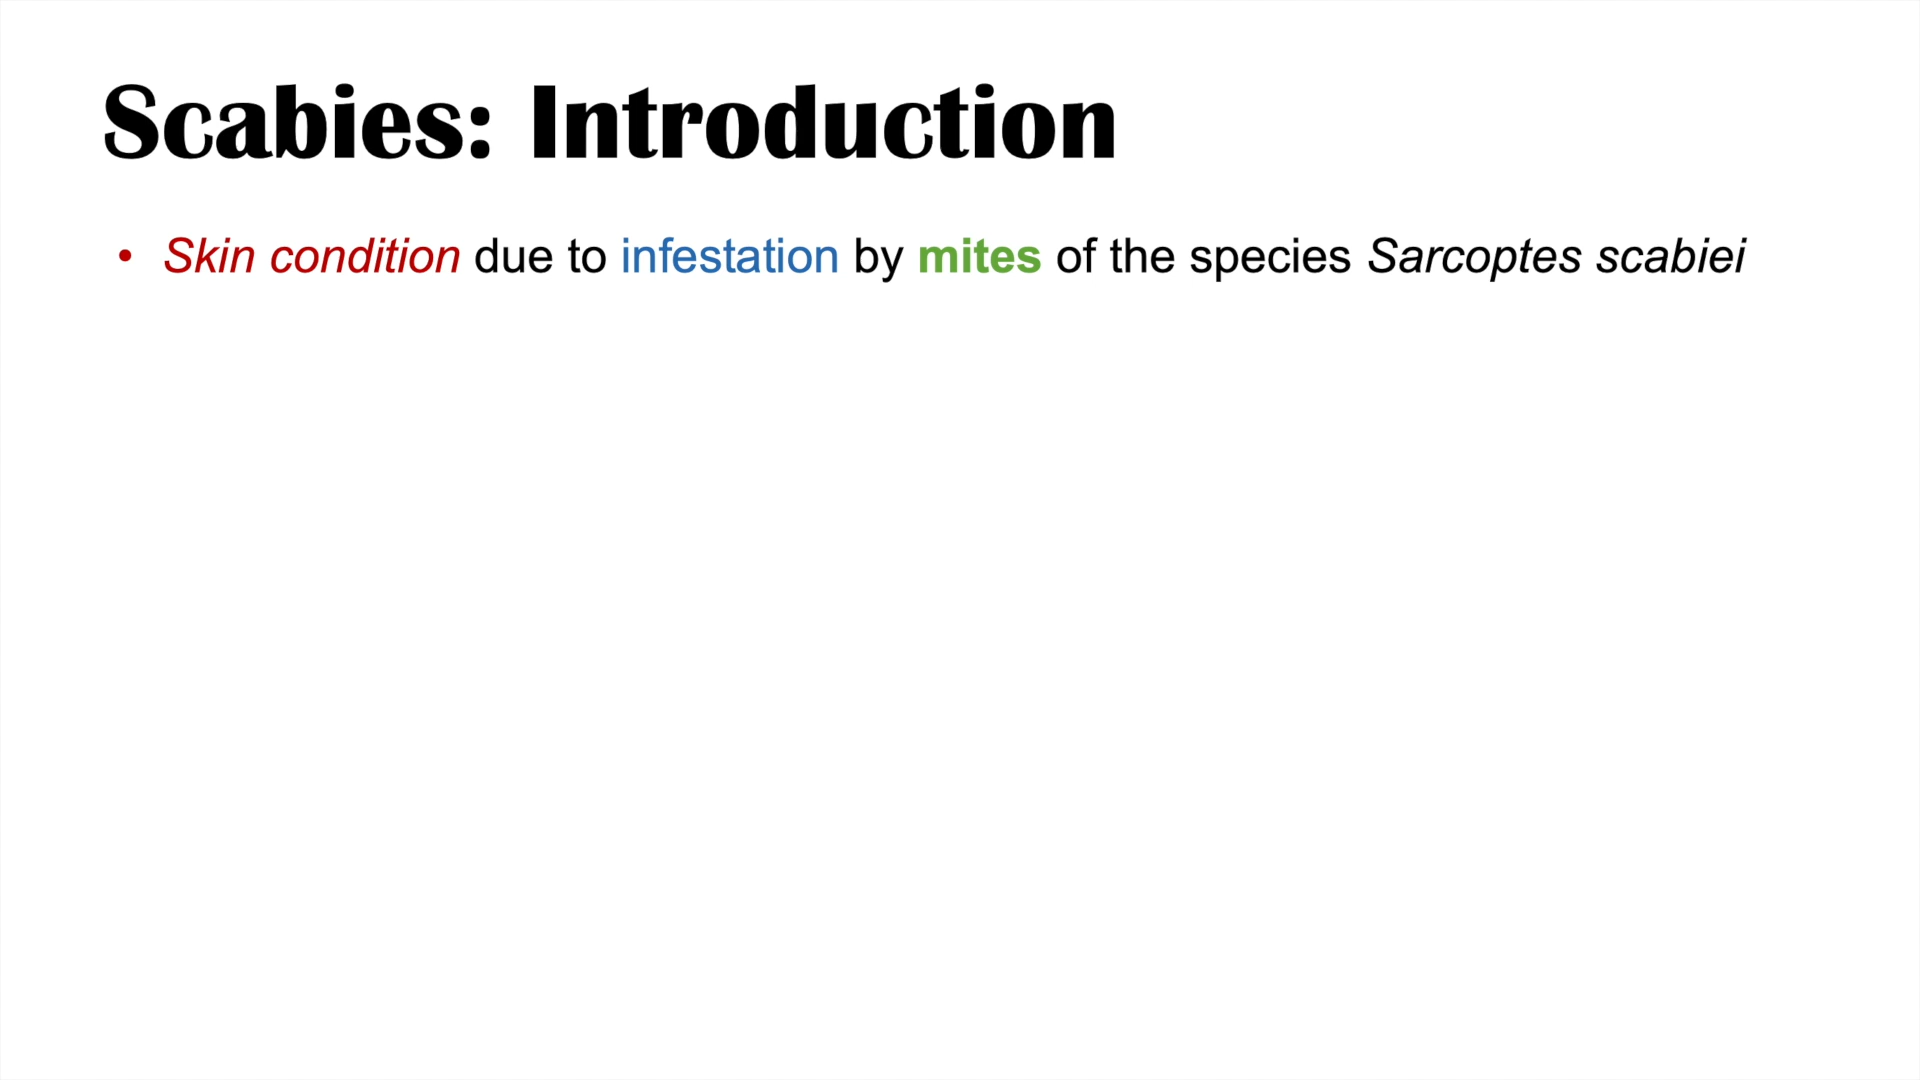 Scabies: Introduction
• Skin condition due to infestation by mites of the species Sarcoptes scabiei